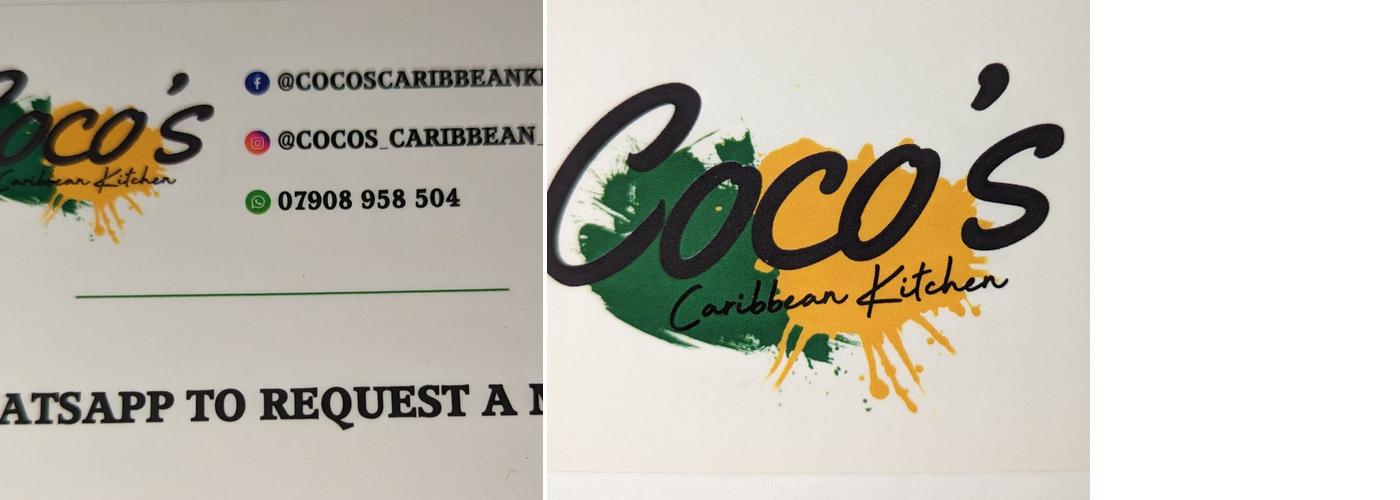 Coco's
Caribbean Kitchen
@COCOSCARIBBEANK
@COCOS_CARIBBEAN_
07908 958 504
ATSAPP TO REQUEST A
Coco's
Caribbean Kitchen